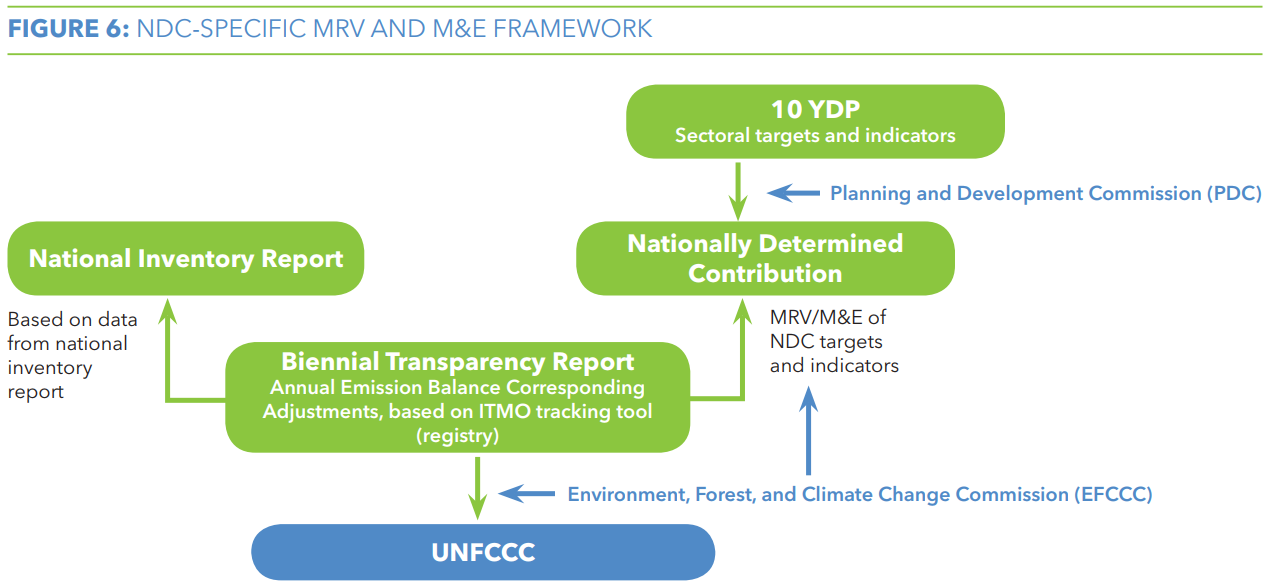 FIGURE 6: NDC-SPECIFIC MRV AND M&E FRAMEWORK
10 YDP
Sectoral targets and indicators
Planning and Development Commission (PDC)
National Inventory Report
Nationally Determined
Contribution
Based on data
from national
inventory
report
MRV/M&E of
NDC targets
and indicators
Biennial Transparency Report
Annual Emission Balance Corresponding
Adjustments, based on ITMO tracking tool
(registry)
Environment, Forest, and Climate Change Commission (EFCCC)
UNFCCC